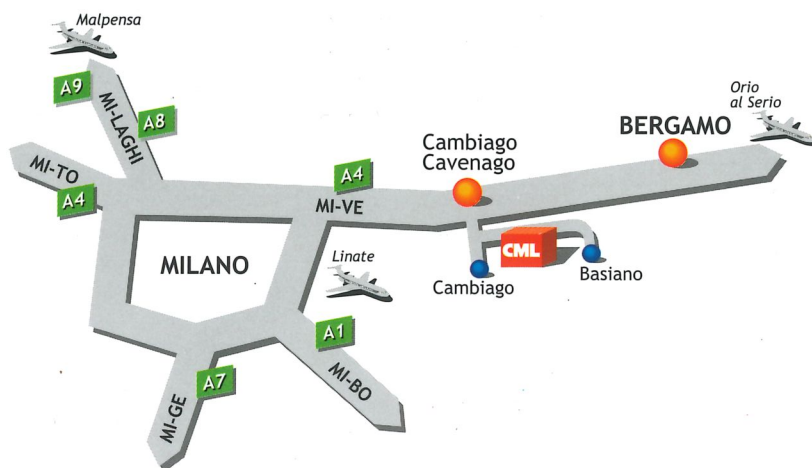 Malpensa
A9
MI-LAGHI
A8
Orio
al Serio
BERGAMO
Cambiago
Cavenago
MI-TO
A4
A4
MI-VE
MILANO
Linate
CML
Cambiago
Basiano
A1
MI-BO
A7
MI-GE